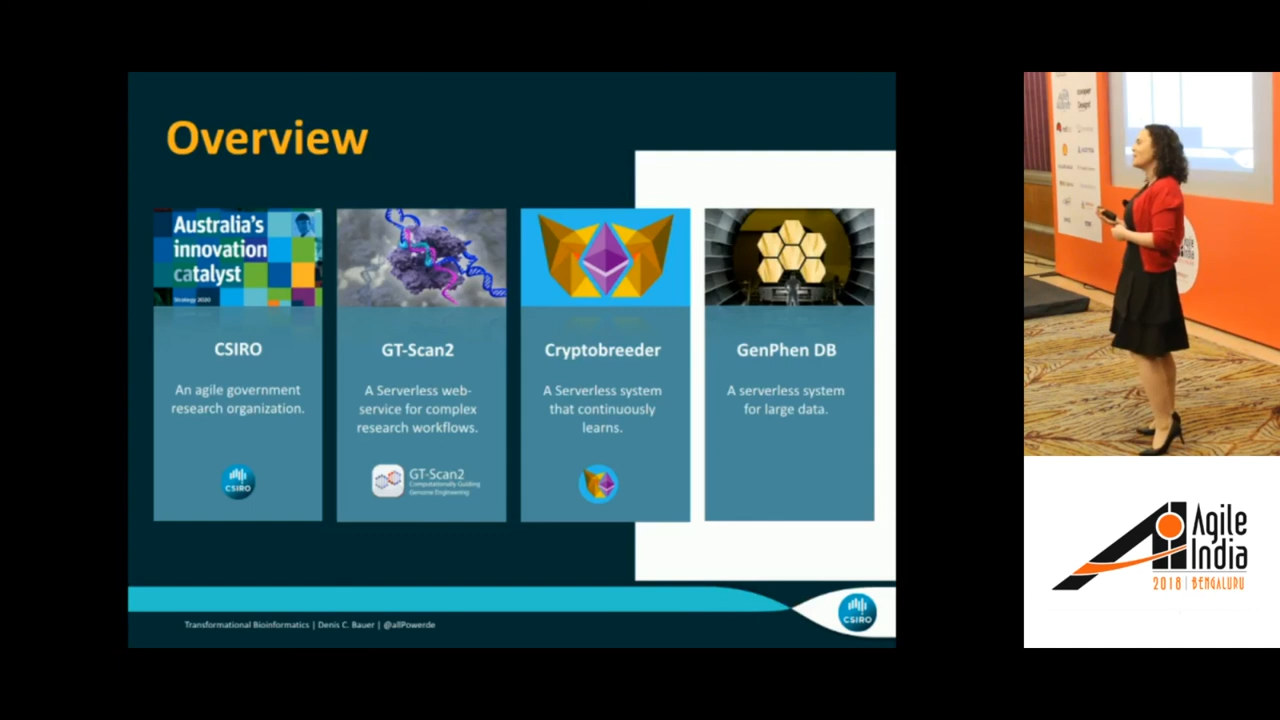 Overview
Australia's
innovation
catalyst
Strategy 2020
CSIRO
An agile government
research organization.
CSIRO
GT-Scan2
A Serverless web-
service for complex
research workflows.
GT-Scan2
Computationally Guiding
Genome Engineering
Cryptobreeder
A Serverless system
that continuously
learns.
GenPhen DB
A serverless system
for large data.
Transformational Bioinformatics | Denis C. Bauer | @allPowerde
CSIRO
Agile
India
2018 | BENGALURU